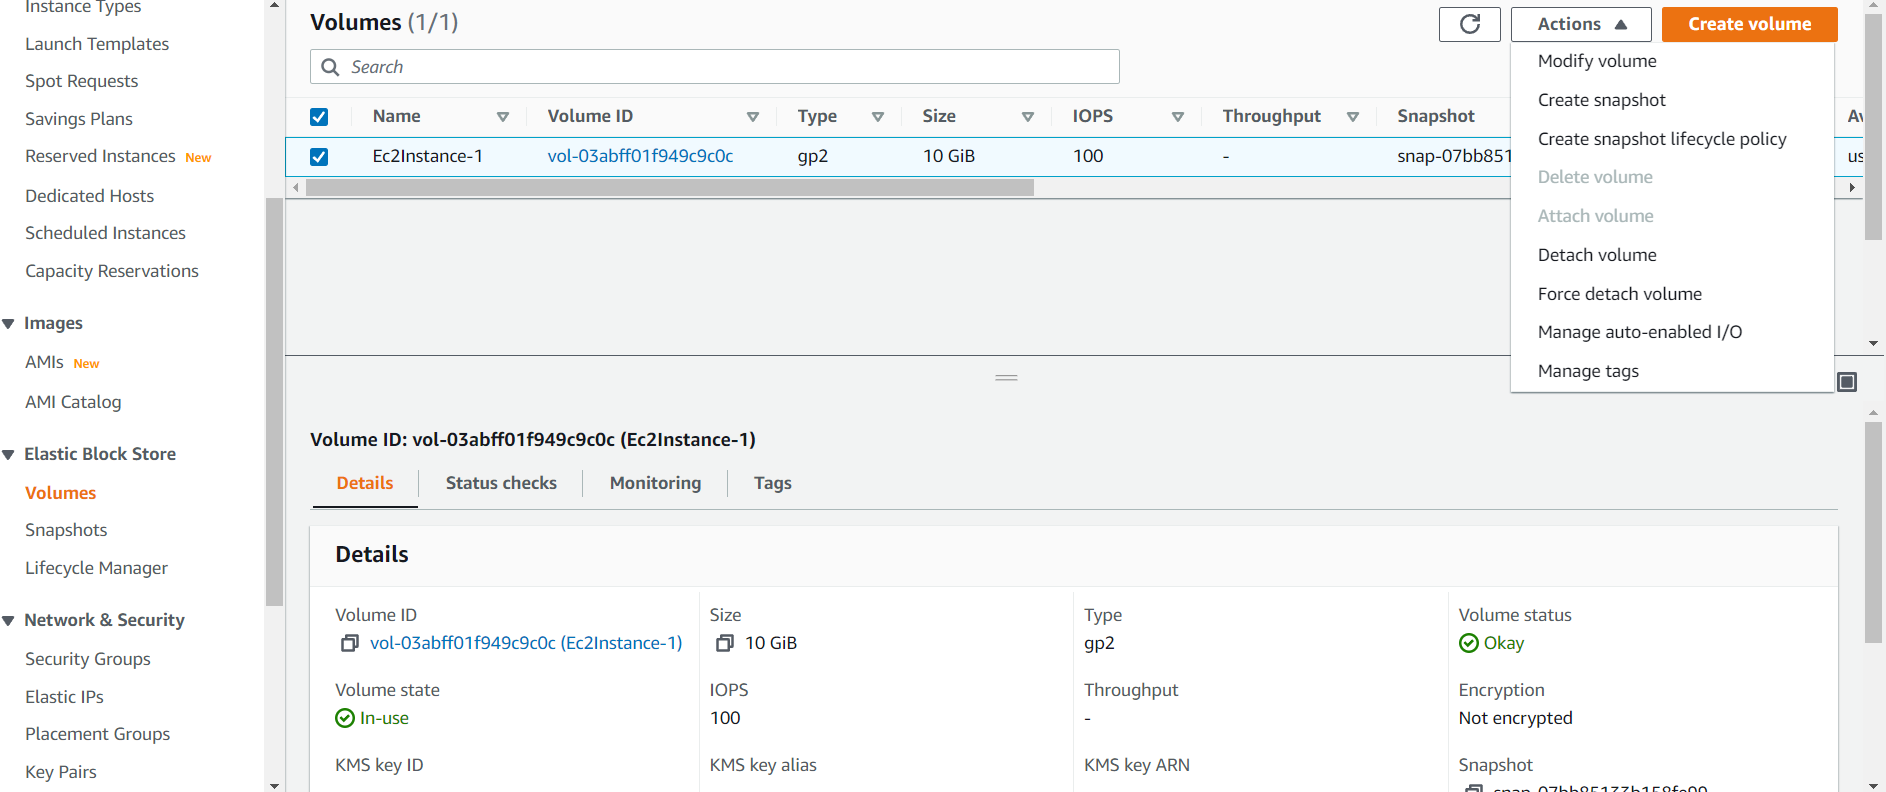 Instance Types
Launch Templates
Spot Requests
Savings Plans
Reserved Instances New
Dedicated Hosts
Scheduled Instances
Capacity Reservations
Images
AMIs New
AMI Catalog
Elastic Block Store
Volumes
Snapshots
Lifecycle Manager
Network & Security
Security Groups
Elastic IPs
Placement Groups
Key Pairs
Volumes (1/1)
Actions
Create volume
Search
Name Volume ID Type Size IOPS Throughput Snapshot
Ec2Instance-1 vol-03abff01f949c9c0c gp2 10 GiB 100 - snap-07bb851
Modify volume
Create snapshot
Create snapshot lifecycle policy
Delete volume
Attach volume
Detach volume
Force detach volume
Manage auto-enabled I/O
Manage tags
Volume ID: vol-03abff01f949c9c0c (Ec2Instance-1)
Details Status checks Monitoring Tags
Details
Volume ID Size Type Volume status
vol-03abff01f949c9c0c (Ec2Instance-1) 10 GiB gp2 Okay
Volume state IOPS Throughput Encryption
In-use 100 - Not encrypted
KMS key ID KMS key alias KMS key ARN Snapshot